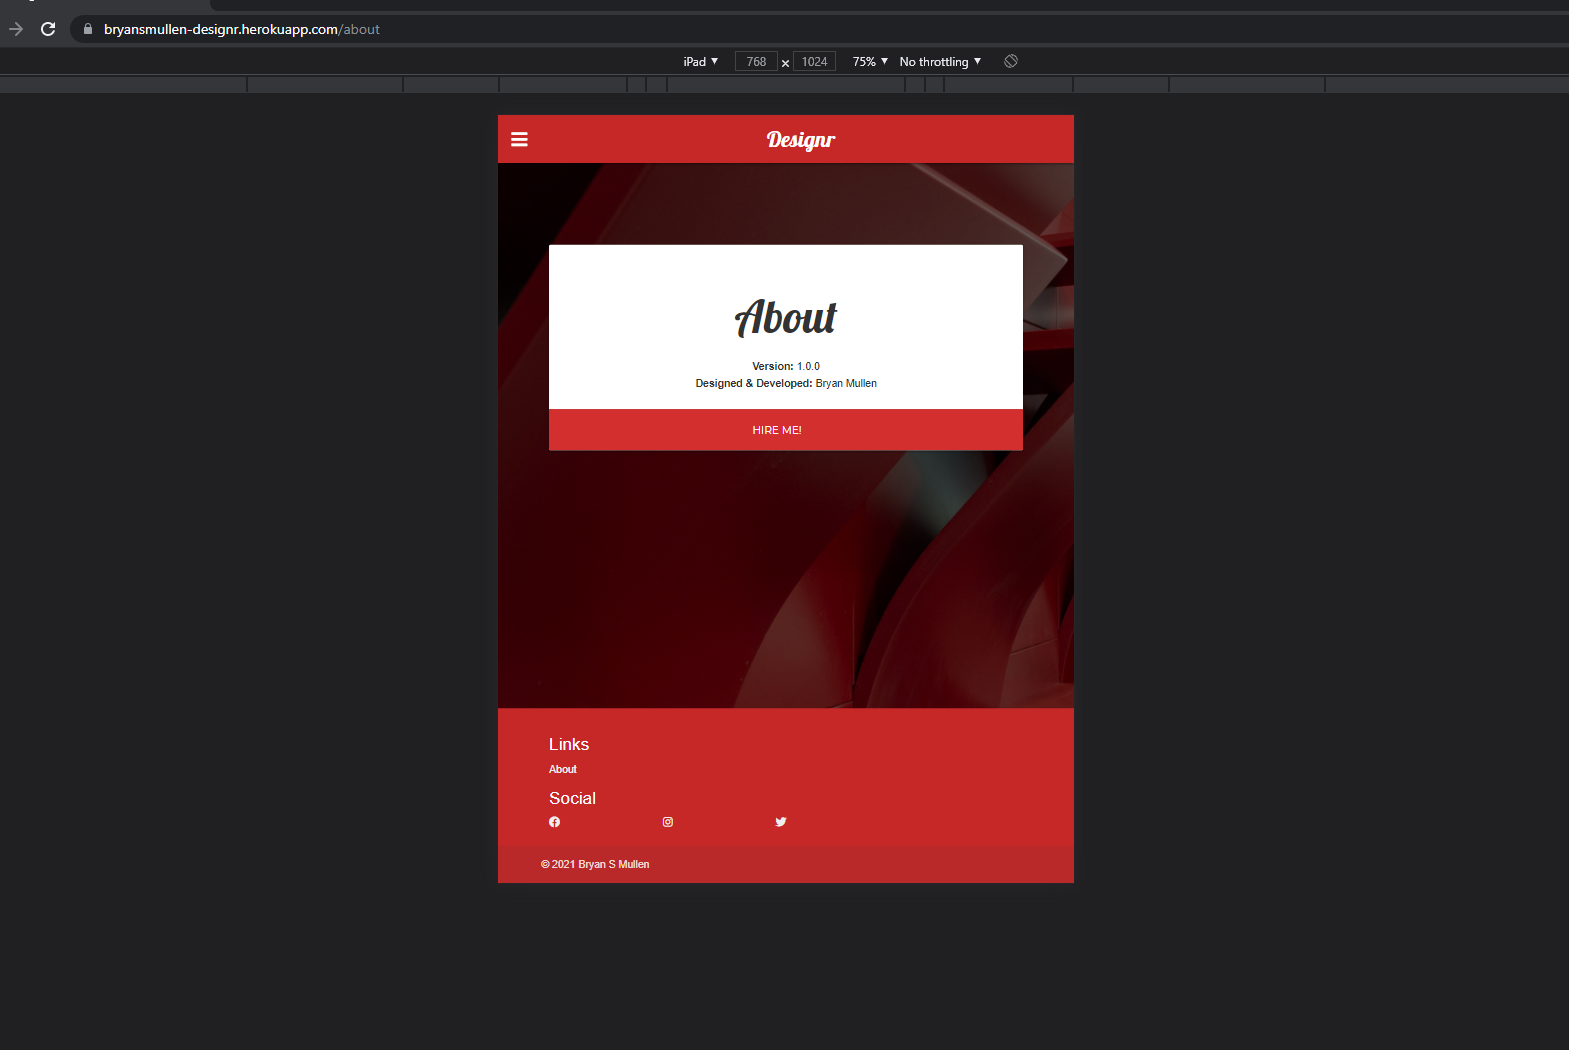 bryansmullen-designr.herokuapp.com/about
iPad 768 × 1024 75% No throttling
Designr
About
Version: 1.0.0
Designed & Developed: Bryan Mullen
HIRE ME!
Links
About
Social
© 2021 Bryan S Mullen